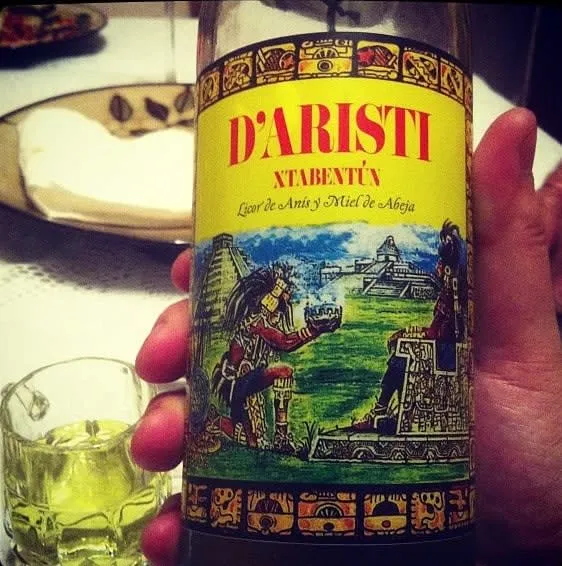 D'ARISTI
XTABENTÚN
Licor de Anís y Miel de Abeja